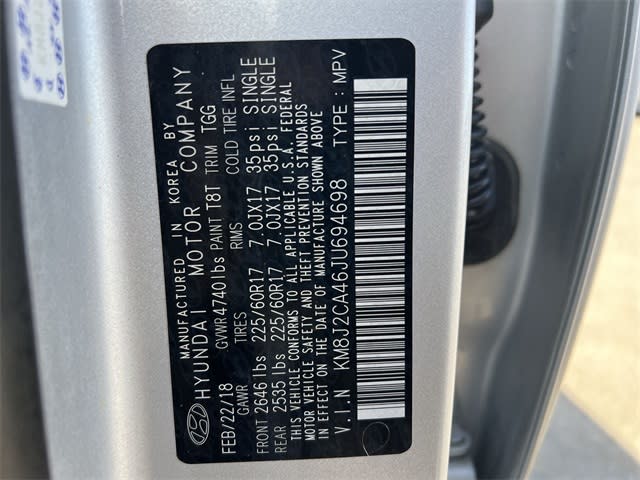 MANUFACTURED IN KOREA BY
HYUNDAI MOTOR COMPANY
FEB/22/18 GVWR 4740lbs PAINT T8T TRIM TGG
GAWR TIRES RIMS COLD TIRE INFL
FRONT 2646 lbs 225/60R17 7.0JX17 35psi SINGLE
REAR 2535 lbs 225/60R17 7.0JX17 35psi SINGLE
THIS VEHICLE CONFORMS TO ALL APPLICABLE U.S.A. FEDERAL
MOTOR VEHICLE SAFETY AND THEFT PREVENTION STANDARDS
IN EFFECT ON THE DATE OF MANUFACTURE SHOWN ABOVE
V.I.N KM8J2CA46JU694698 TYPE : MPV